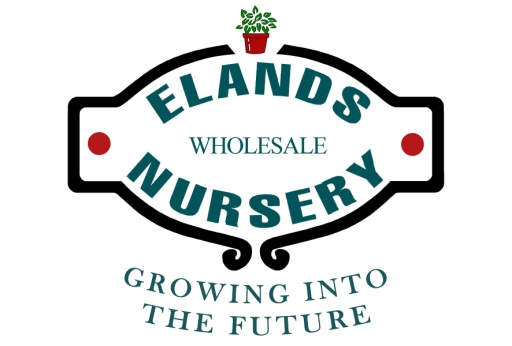 ELANDS
WHOLESALE
NURSERY
GROWING INTO
THE FUTURE